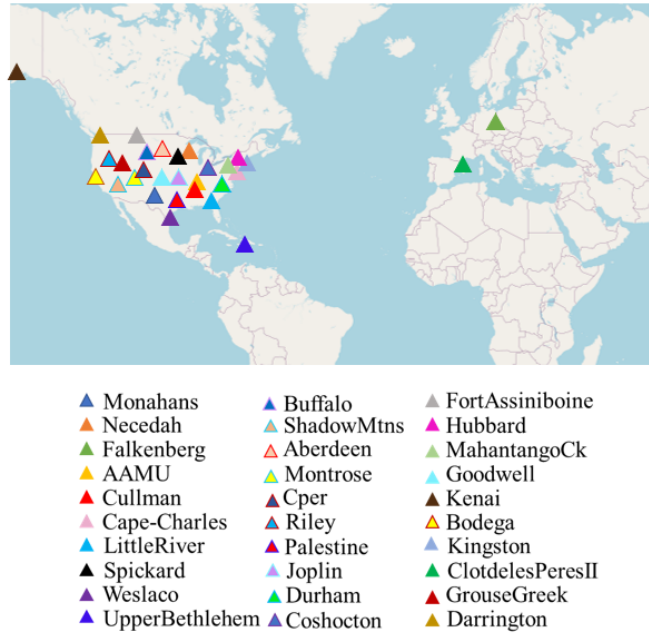 Monahans
Necedah
Falkenberg
AAMU
Cullman
Cape-Charles
LittleRiver
Spickard
Weslaco
UpperBethlehem
Buffalo
ShadowMtns
Aberdeen
Montrose
Cper
Riley
Palestine
Joplin
Durham
Coshocton
FortAssiniboine
Hubbard
MahantangoCk
Goodwell
Kenai
Bodega
Kingston
ClotdelesPeresII
GrouseGreek
Darrington